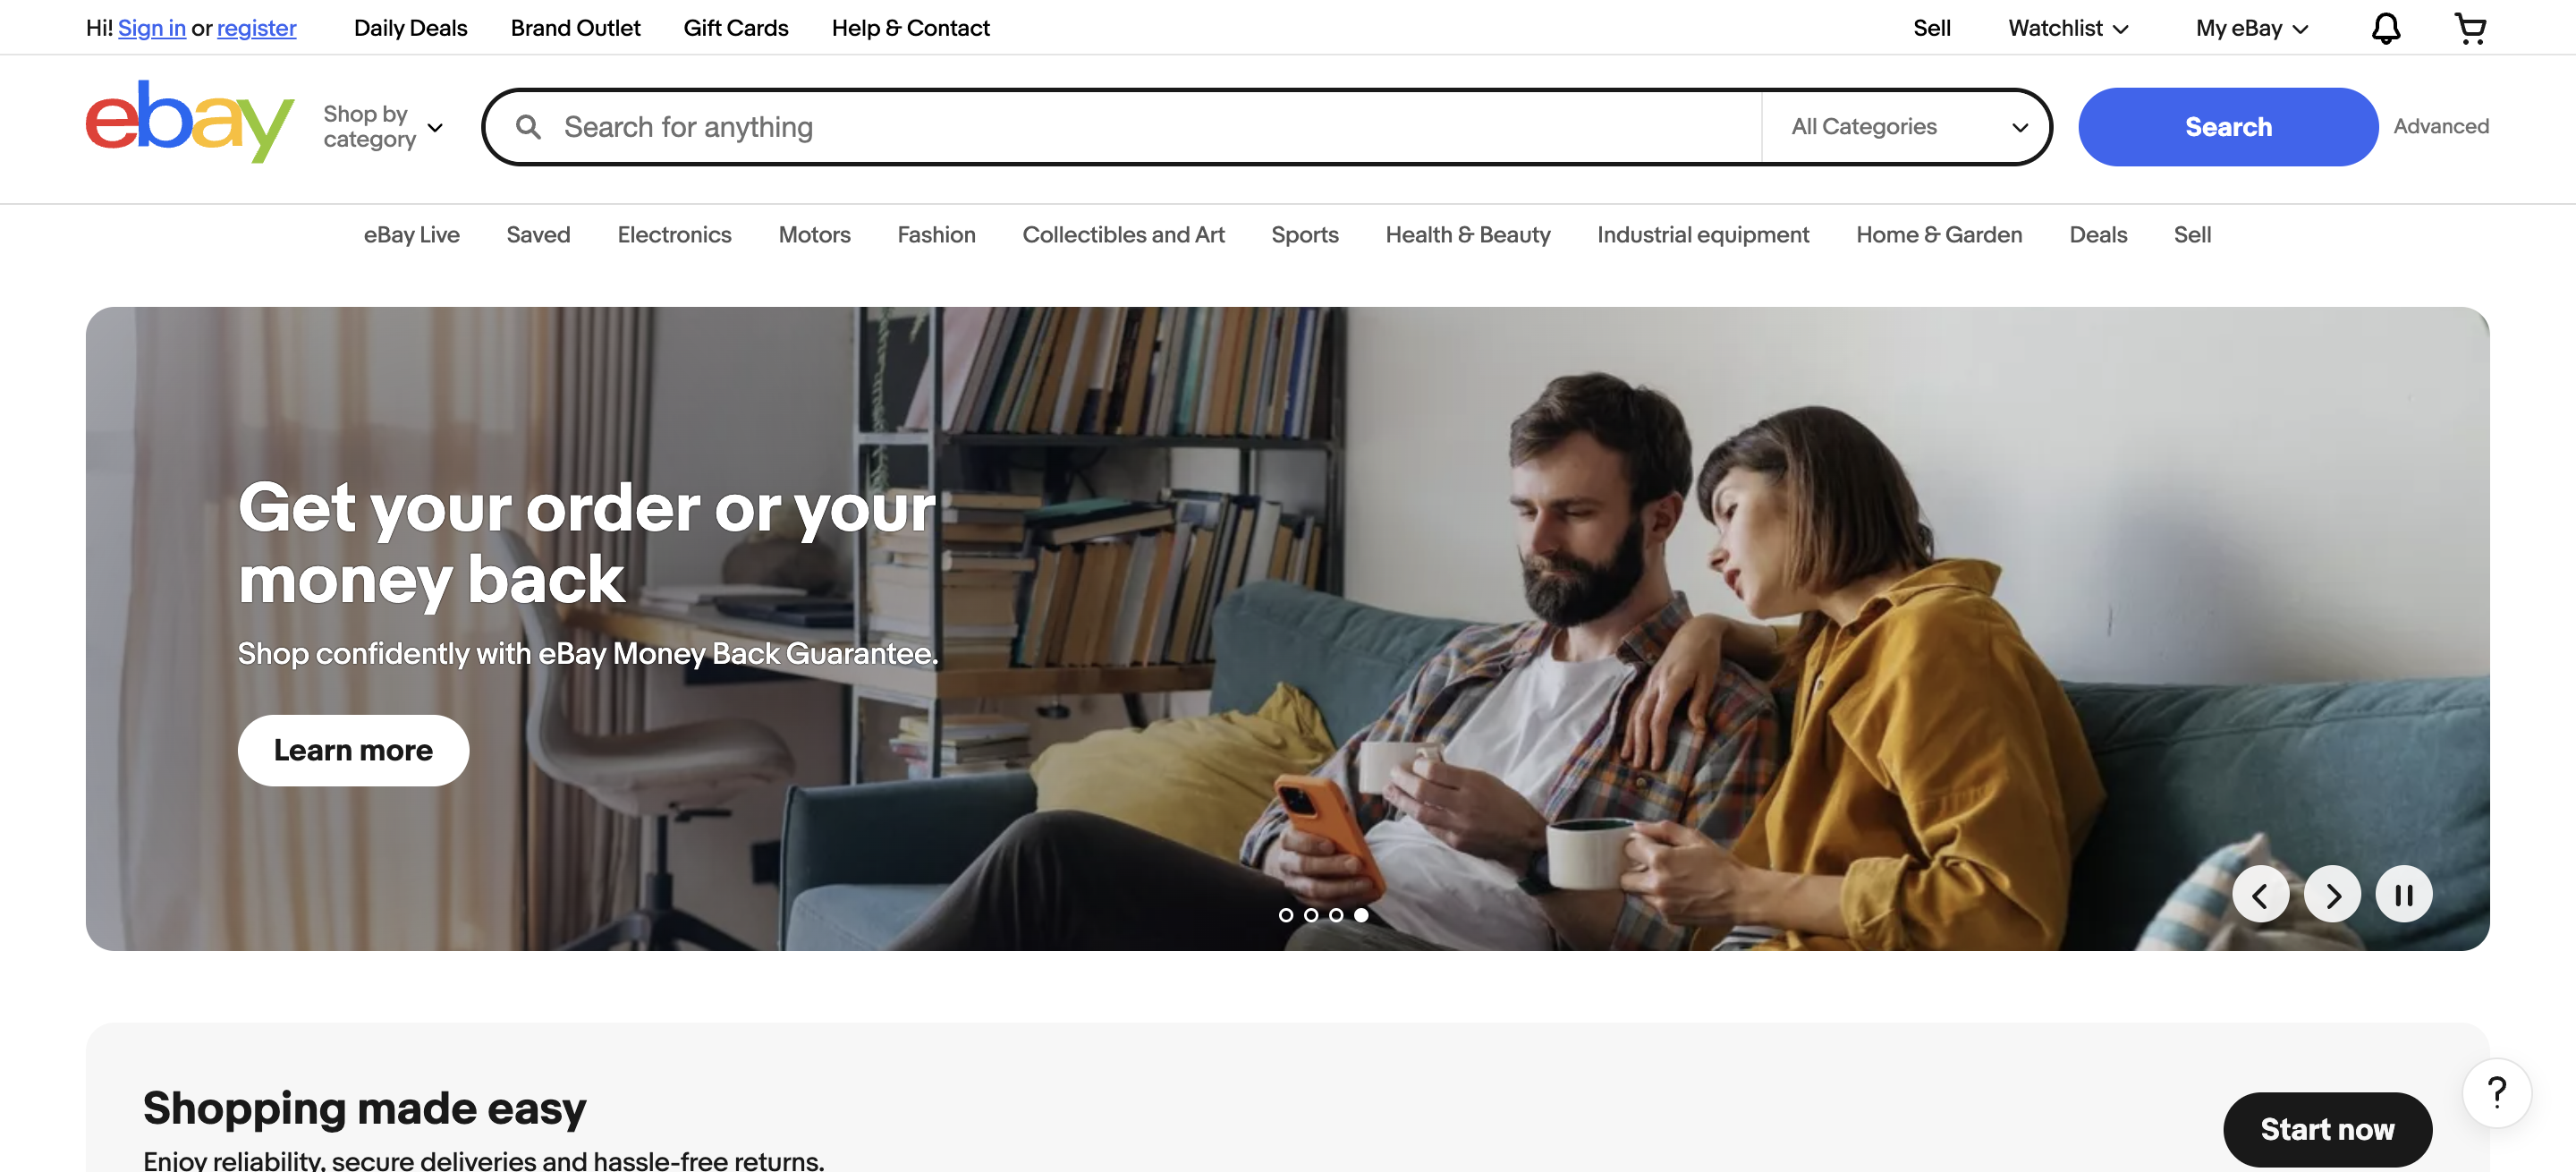 Hi! Sign in or register Daily Deals Brand Outlet Gift Cards Help & Contact Sell Watchlist My eBay
ebay
Shop by
category
Search for anything All Categories Search Advanced
eBay Live Saved Electronics Motors Fashion Collectibles and Art Sports Health & Beauty Industrial equipment Home & Garden Deals Sell
Get your order or your
money back
Shop confidently with eBay Money Back Guarantee.
Learn more
Shopping made easy
Enjoy reliability, secure deliveries and hassle-free returns.
Start now
?